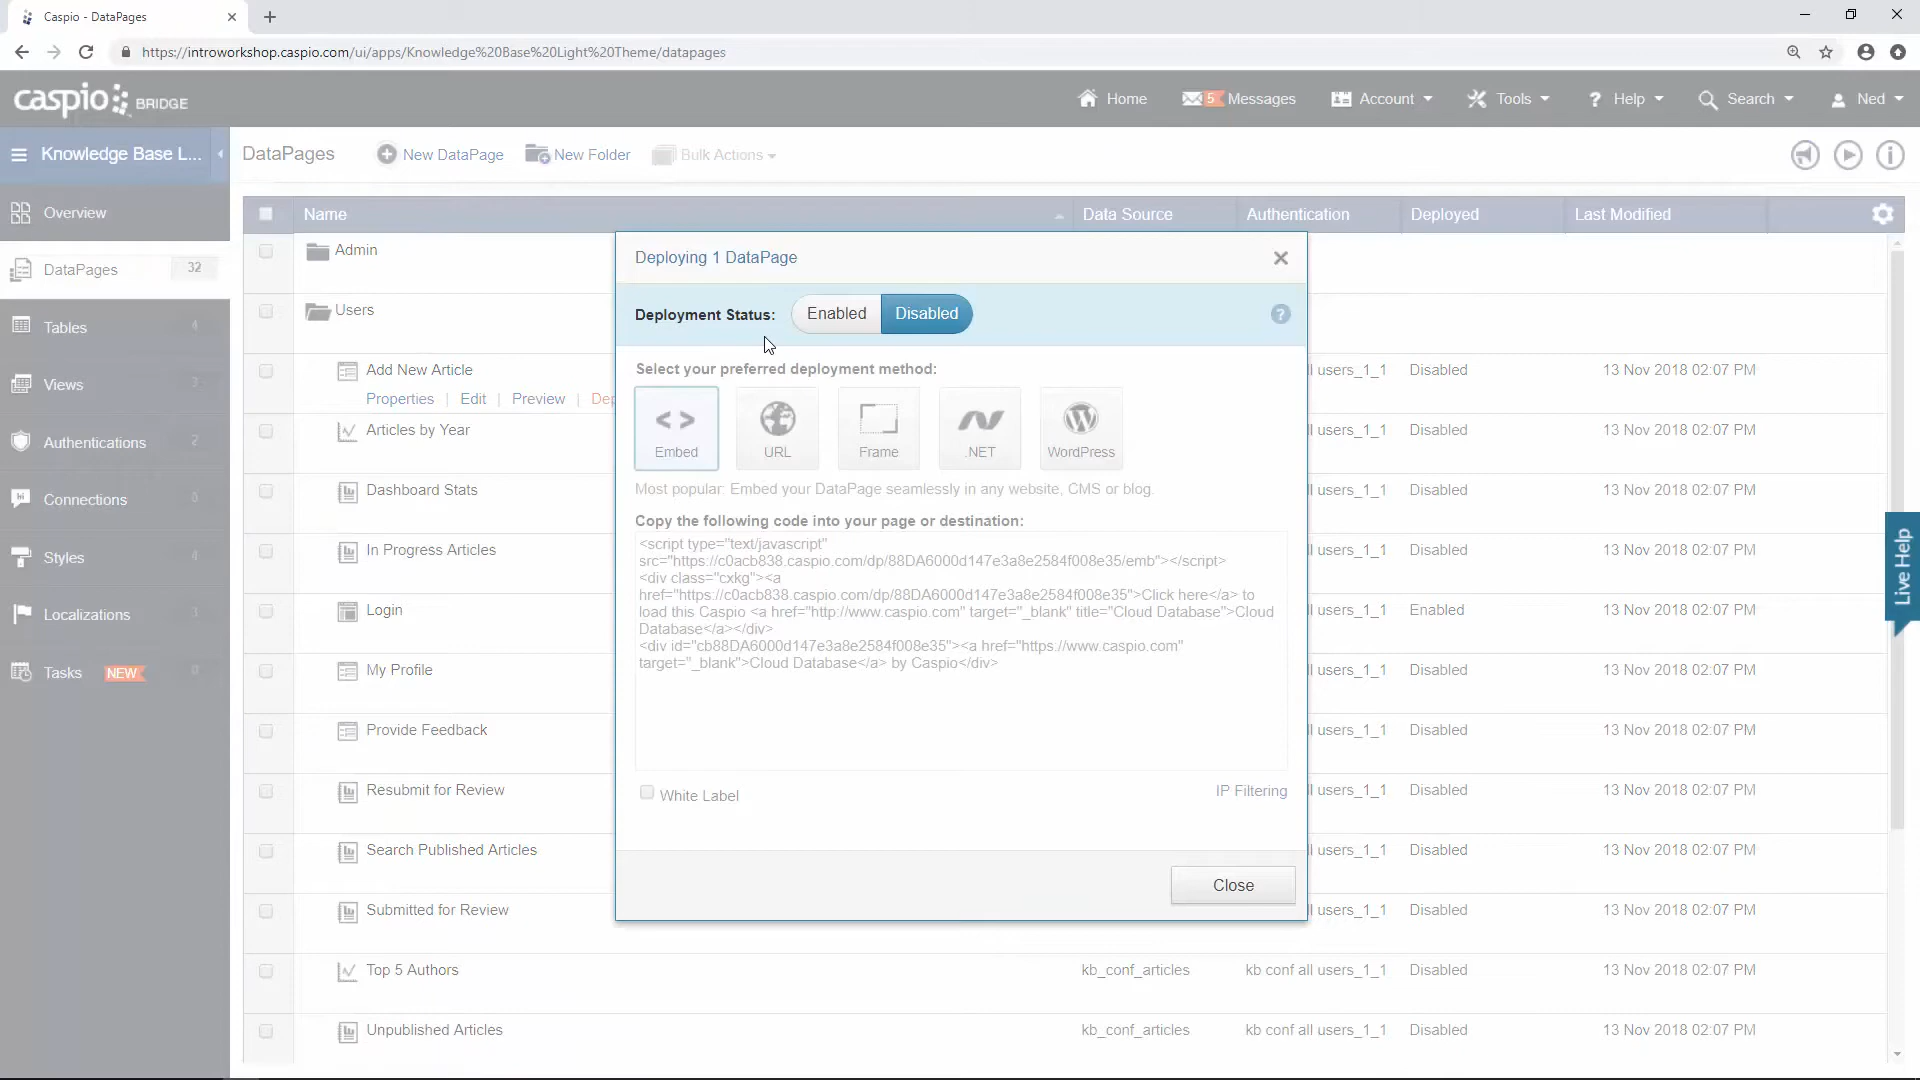 Caspio - DataPages
https://introworkshop.caspio.com/ui/apps/Knowledge%20Base%20Light%20Theme/datapages
caspio BRIDGE
Home
5 Messages
Account
Tools
? Help
Search
Ned
Knowledge Base L...
DataPages
New DataPage
New Folder
Bulk Actions
Overview
DataPages 32
Tables 4
Views
Authentications 2
Connections
Styles 4
Localizations 3
Tasks NEW 0
Name
Data Source
Authentication
Deployed
Last Modified
Admin
Users
Add New Article
l users_1_1
Disabled
13 Nov 2018 02:07 PM
Properties | Edit | Preview | Dep
Articles by Year
l users_1_1
Disabled
13 Nov 2018 02:07 PM
Dashboard Stats
l users_1_1
Disabled
13 Nov 2018 02:07 PM
In Progress Articles
l users_1_1
Disabled
13 Nov 2018 02:07 PM
Login
l users_1_1
Enabled
13 Nov 2018 02:07 PM
My Profile
l users_1_1
Disabled
13 Nov 2018 02:07 PM
Provide Feedback
l users_1_1
Disabled
13 Nov 2018 02:07 PM
Resubmit for Review
l users_1_1
Disabled
13 Nov 2018 02:07 PM
Search Published Articles
l users_1_1
Disabled
13 Nov 2018 02:07 PM
Submitted for Review
l users_1_1
Disabled
13 Nov 2018 02:07 PM
Top 5 Authors
kb_conf_articles
kb conf all users_1_1
Disabled
13 Nov 2018 02:07 PM
Unpublished Articles
kb_conf_articles
kb conf all users_1_1
Disabled
13 Nov 2018 02:07 PM
Deploying 1 DataPage
Deployment Status:
Enabled
Disabled
?
Select your preferred deployment method:
Embed
URL
Frame
.NET
WordPress
Most popular: Embed your DataPage seamlessly in any website, CMS or blog.
Copy the following code into your page or destination:
<script type="text/javascript"
src="https://c0acb838.caspio.com/dp/88DA6000d147e3a8e2584f008e35/emb"></script>
<div class="cxkg"><a
href="https://c0acb838.caspio.com/dp/88DA6000d147e3a8e2584f008e35">Click here</a> to
load this Caspio <a href="http://www.caspio.com" target="_blank" title="Cloud Database">Cloud
Database</a></div>
<div id="cb88DA6000d147e3a8e2584f008e35"><a href="https://www.caspio.com"
target="_blank">Cloud Database</a> by Caspio</div>
White Label
IP Filtering
Close
Live Help